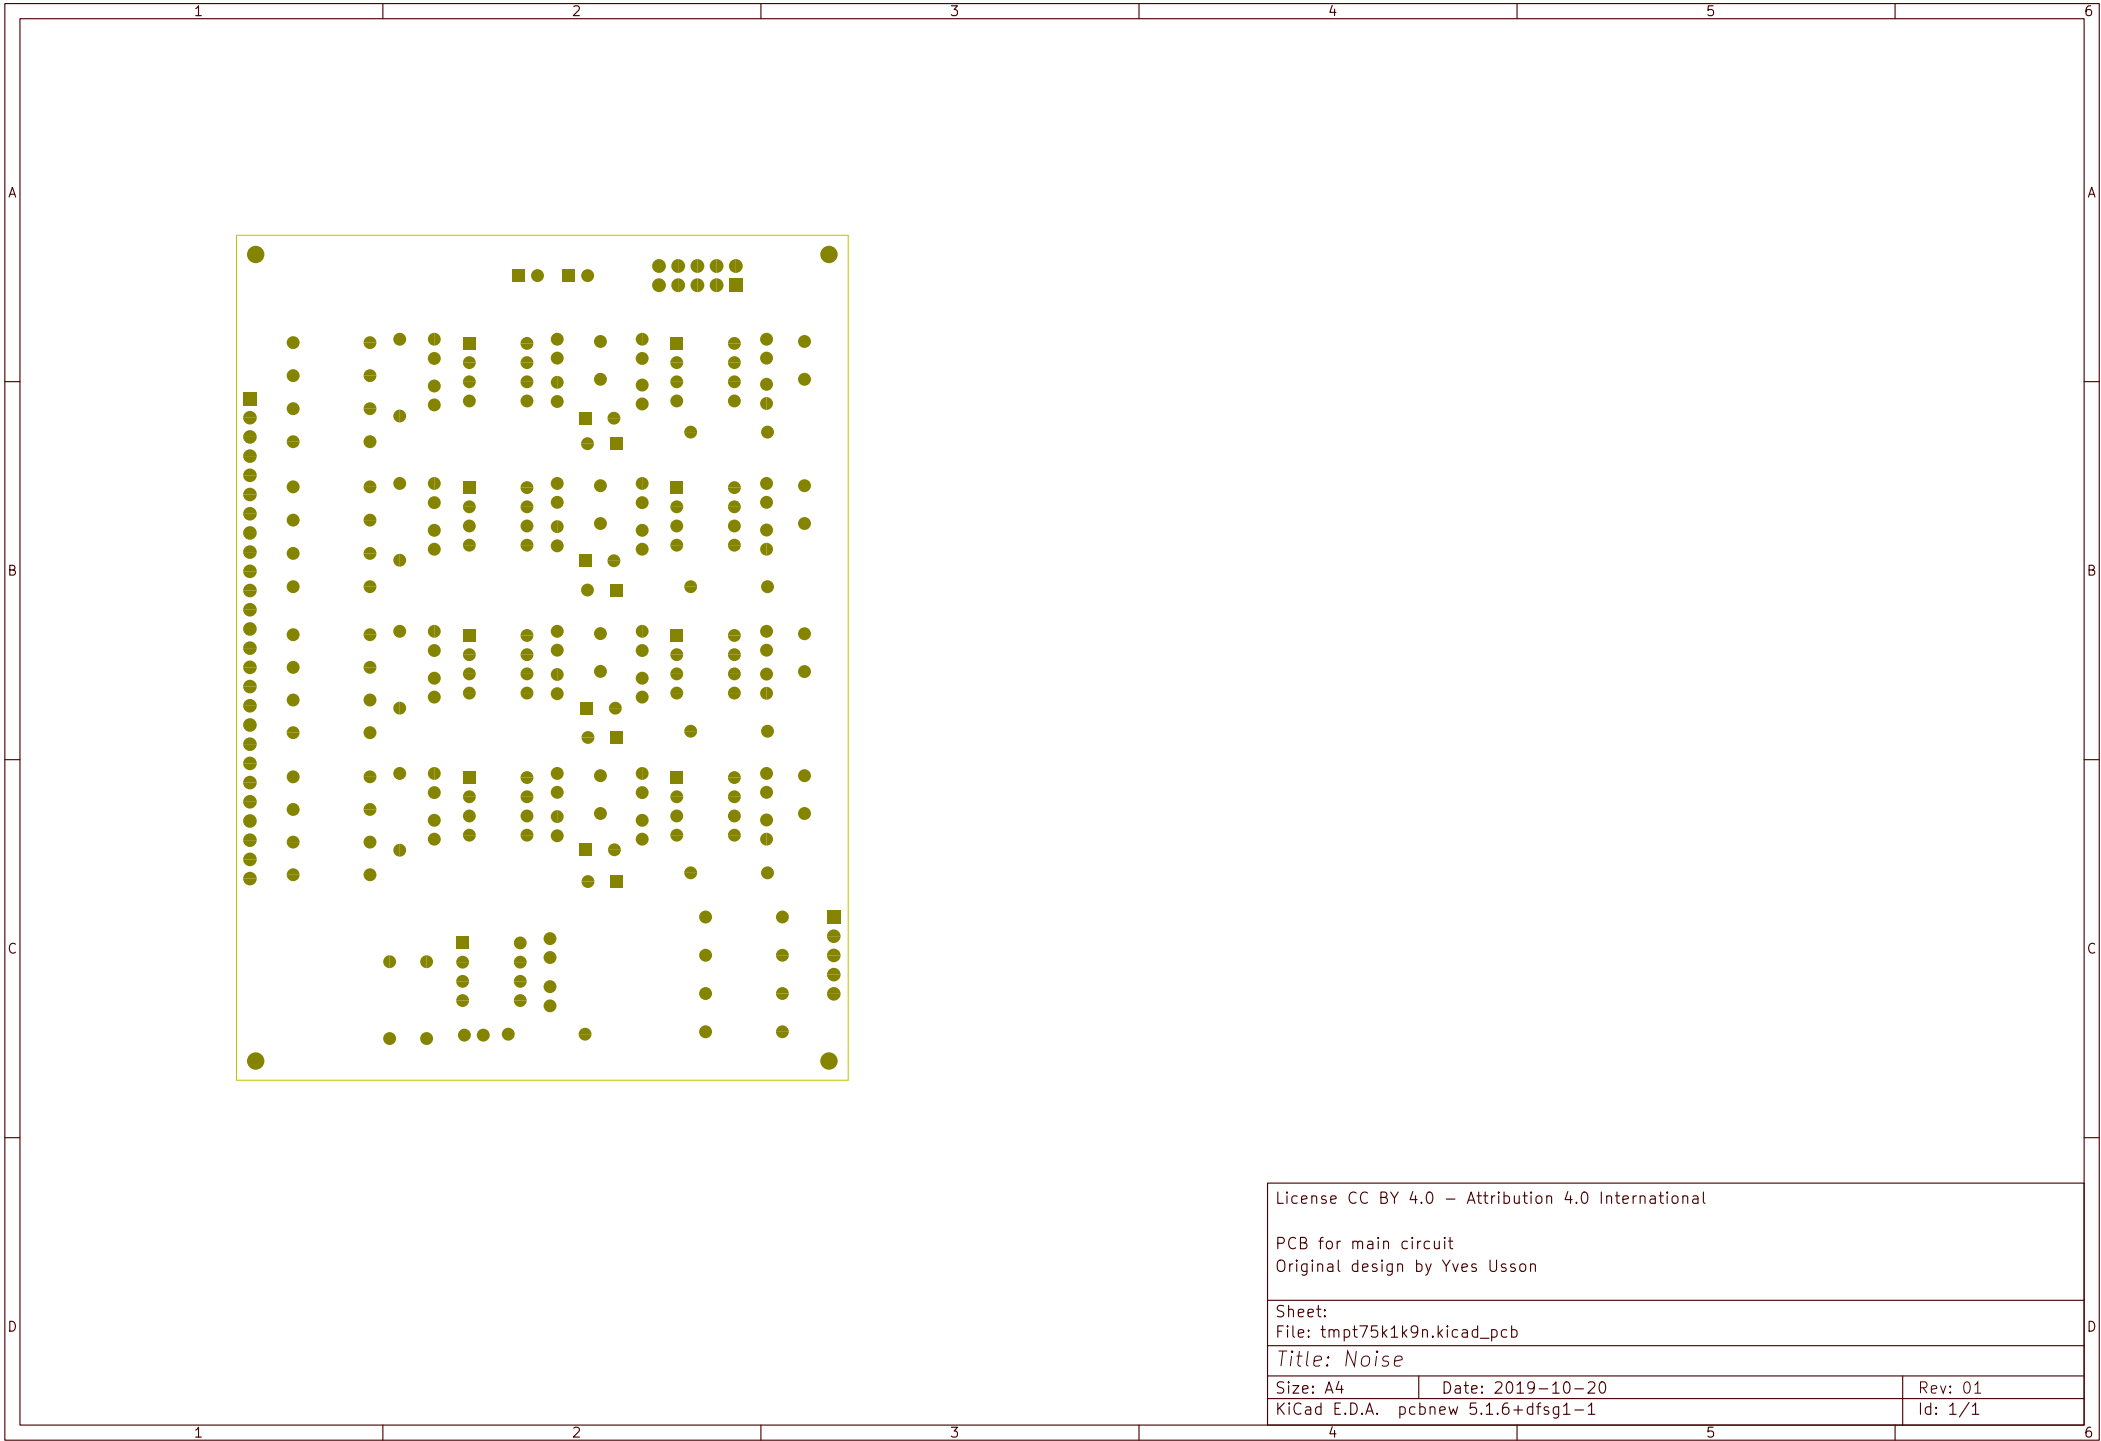 1 2 3 4 5 6
A A
B B
C C
License CC BY 4.0 – Attribution 4.0 International
PCB for main circuit
Original design by Yves Usson
Sheet:
D File: tmpt75k1k9n.kicad_pcb D
Title: Noise
Size: A4 Date: 2019-10-20 Rev: 01
KiCad E.D.A. pcbnew 5.1.6+dfsg1-1 Id: 1/1
1 2 3 4 5 6